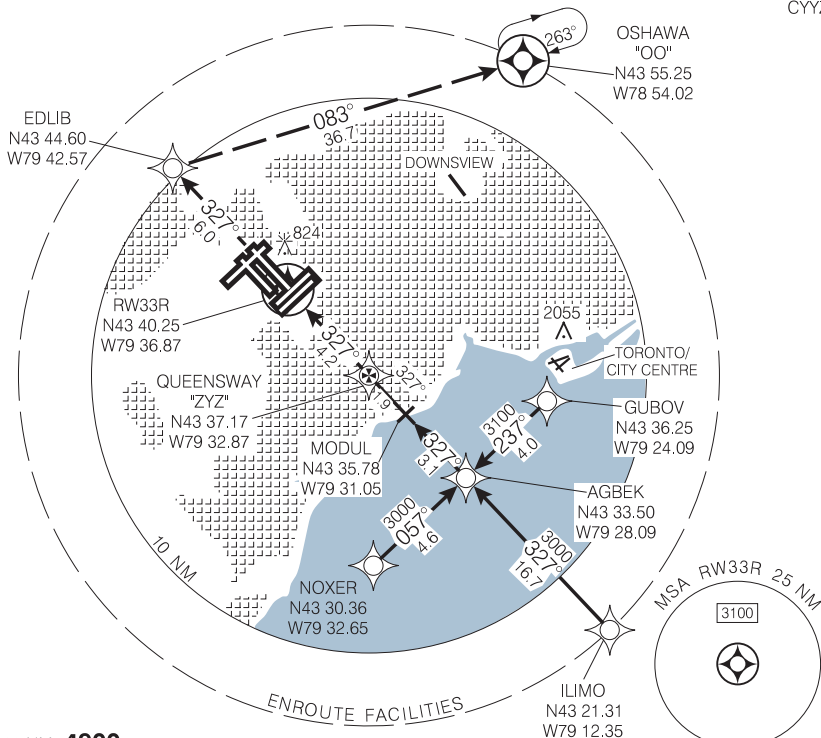 CYYZ
OSHAWA
"OO"
N43 55.25
W78 54.02
263°
EDLIB
N43 44.60
W79 42.57
083°
36.7
DOWNSVIEW
327°
6.0
824
RW33R
N43 40.25
W79 36.87
2055
327°
4.2
TORONTO/
CITY CENTRE
QUEENSWAY
"ZYZ"
N43 37.17
W79 32.87
327°
1.9
GUBOV
N43 36.25
W79 24.09
3100
237°
4.0
MODUL
N43 35.78
W79 31.05
327°
3.1
AGBEK
N43 33.50
W79 28.09
3000
057°
4.6
3000
327°
16.7
10 NM
NOXER
N43 30.36
W79 32.65
MSA RW33R 25 NM
3100
ILIMO
N43 21.31
W79 12.35
ENROUTE FACILITIES